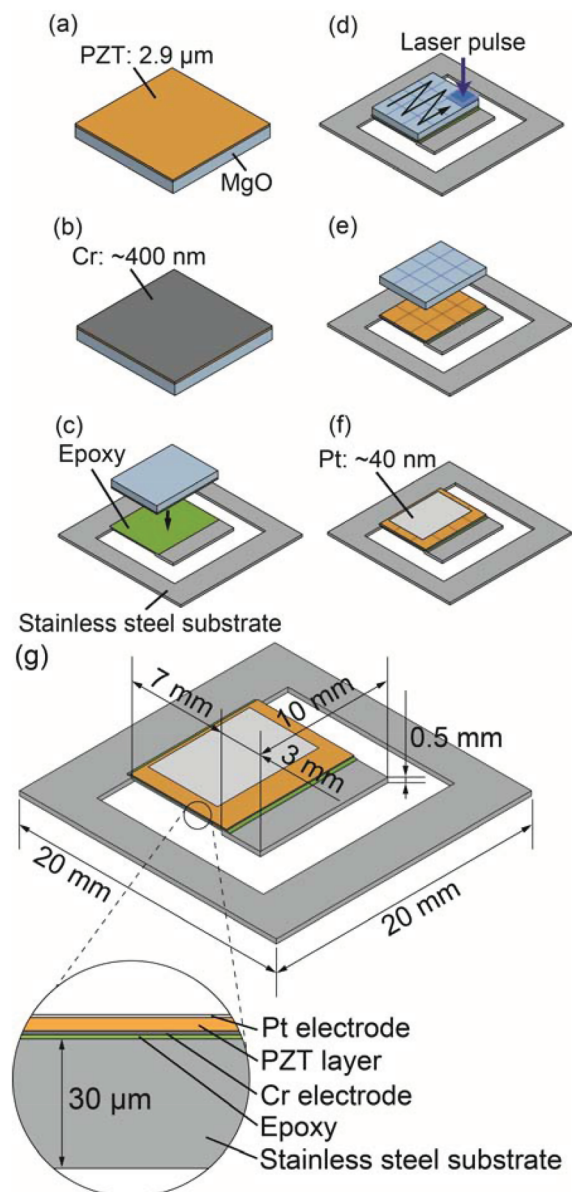 (a)
PZT: 2.9 μm
MgO
(b)
Cr: ~400 nm
(c)
Epoxy
Stainless steel substrate
(d)
Laser pulse
(e)
(f)
Pt: ~40 nm
(g)
7 mm
10 mm
3 mm
0.5 mm
20 mm
20 mm
30 μm
Pt electrode
PZT layer
Cr electrode
Epoxy
Stainless steel substrate